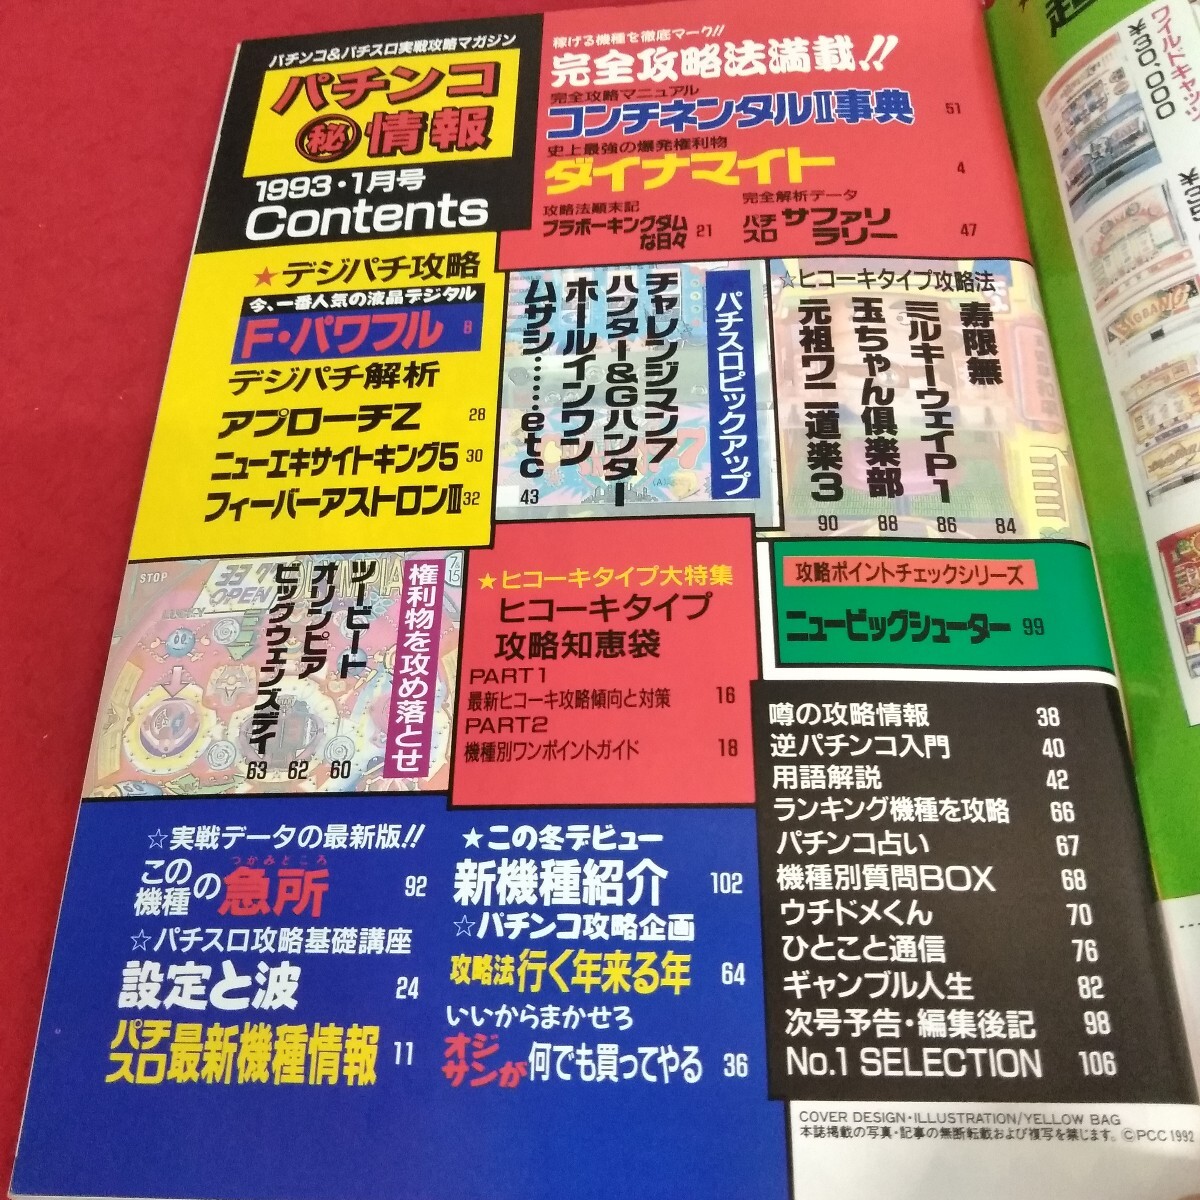 パチンコ&パチスロ実戦攻略マガジン
パチンコ
㊙情報
1993・1月号
Contents
稼げる機種を徹底マーク!!
完全攻略法満載!!
完全攻略マニュアル
コンチネンタルII事典 51
史上最強の爆発権利物
ダイナマイト 4
攻略法顚末記
ブラボーキングダム
な日々 21
完全解析データ
パチスロ サファリ
ラリー 47
★デジパチ攻略
今、一番人気の液晶デジタル
F・パワフル 8
デジパチ解析
アプローチZ 28
ニューエキサイトキング5 30
フィーバーアストロンIII 32
パチスロピックアップ
チャレンジマン7
ハンター&Gハンター
ホールインワン
ムサシ……etc 43
☆ヒコーキタイプ攻略法
寿限無 84
ミルキーウェイP1 86
玉ちゃん倶楽部 88
元祖ワニ道楽3 90
権利物を攻め落とせ
ツービート 60
オリンピア 62
ビッグウェンズデイ 63
STOP
OPEN
★ヒコーキタイプ大特集
ヒコーキタイプ
攻略知恵袋
PART1
最新ヒコーキ攻略傾向と対策 16
PART2
機種別ワンポイントガイド 18
攻略ポイントチェックシリーズ
ニュービッグシューター 99
☆実戦データの最新版!!
つかみどころ
この機種の急所 92
☆パチスロ攻略基礎講座
設定と波 24
パチスロ最新機種情報 11
★この冬デビュー
新機種紹介 102
☆パチンコ攻略企画
攻略法行く年来る年 64
いいからまかせろ
オジサンが何でも買ってやる 36
噂の攻略情報 38
逆パチンコ入門 40
用語解説 42
ランキング機種を攻略 66
パチンコ占い 67
機種別質問BOX 68
ウチドメくん 70
ひとこと通信 76
ギャンブル人生 82
次号予告・編集後記 98
No.1 SELECTION 106
COVER DESIGN・ILLUSTRATION/YELLOW BAG
本誌掲載の写真・記事の無断転載および複写を禁じます。©PCC 1992
ワイルドキャッツ
¥30,000